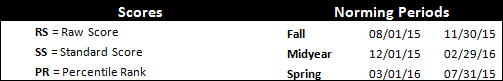 Scores Norming Periods
RS = Raw Score Fall 08/01/15 11/30/15
SS = Standard Score Midyear 12/01/15 02/29/16
PR = Percentile Rank Spring 03/01/16 07/31/15